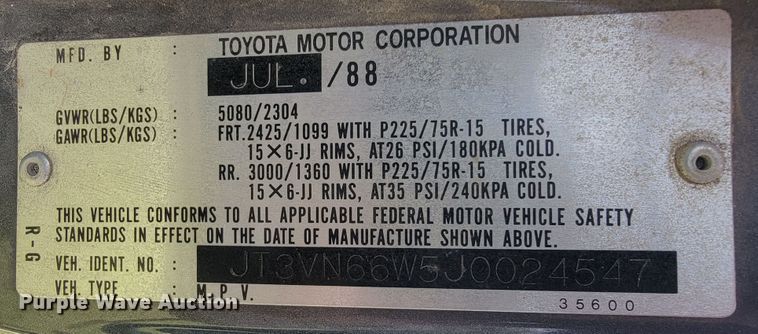 MFD. BY : TOYOTA MOTOR CORPORATION
JUL. /88
GVWR(LBS/KGS) : 5080/2304
GAWR(LBS/KGS) : FRT. 2425/1099 WITH P225/75R-15 TIRES,
15×6-JJ RIMS, AT26 PSI/180KPA COLD.
RR. 3000/1360 WITH P225/75R-15 TIRES,
15×6-JJ RIMS, AT35 PSI/240KPA COLD.
THIS VEHICLE CONFORMS TO ALL APPLICABLE FEDERAL MOTOR VEHICLE SAFETY
STANDARDS IN EFFECT ON THE DATE OF MANUFACTURE SHOWN ABOVE.
R-G
VEH. IDENT. NO. : JT3VN66W5J0024547
VEH. TYPE : M.P.V.
35600
Purple Wave Auction
Purple Wave Auction